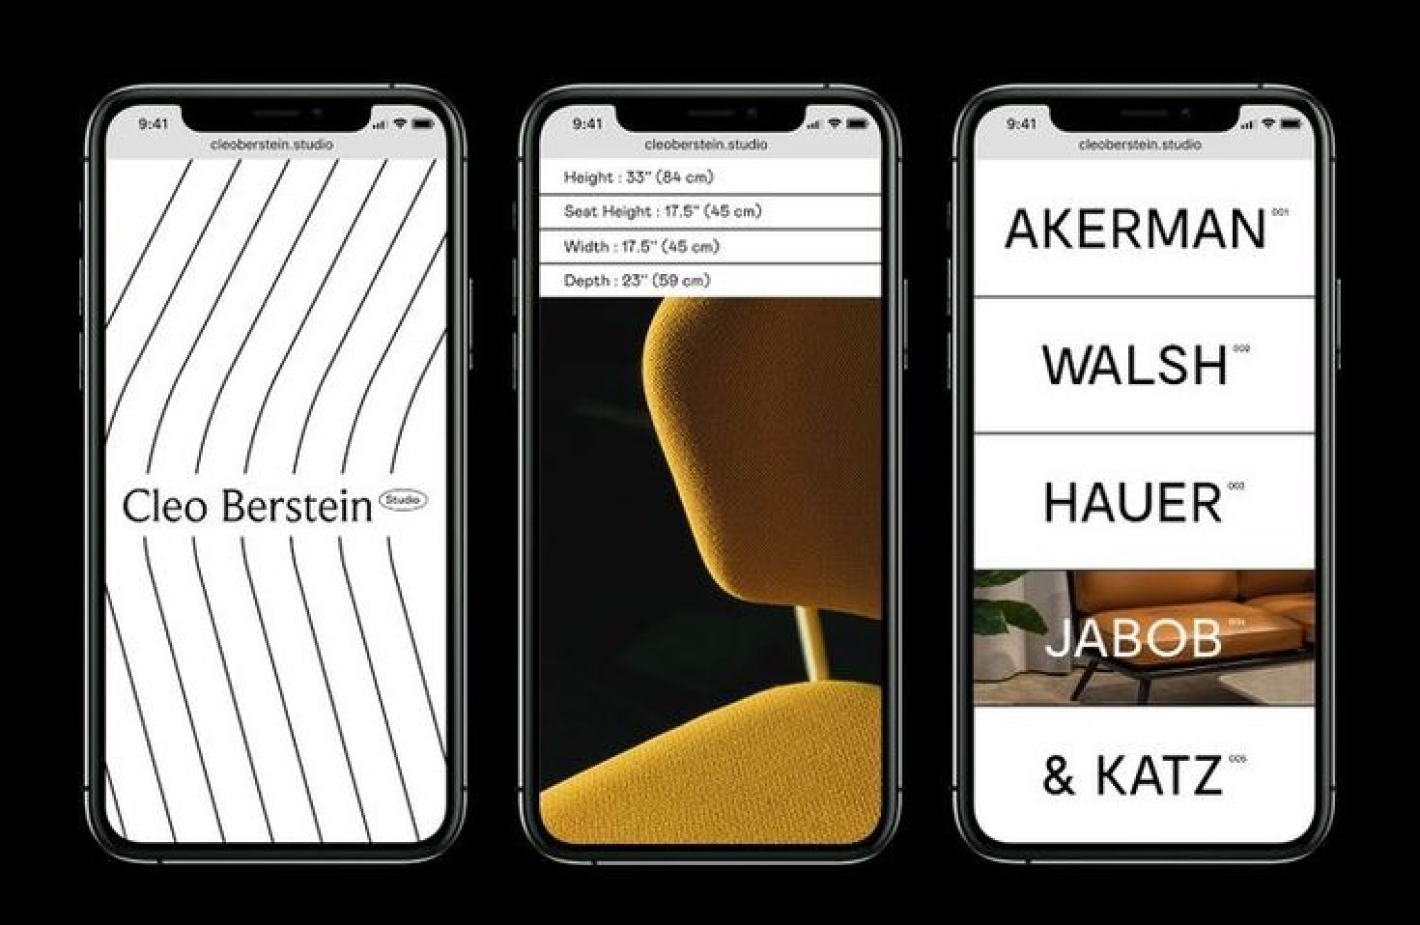 9:41
cleoberstein.studio
Cleo Berstein Studio
9:41
cleoberstein.studio
Height : 33" (84 cm)
Seat Height : 17.5" (45 cm)
Width : 17.5" (45 cm)
Depth : 23" (59 cm)
9:41
cleoberstein.studio
AKERMAN 001
WALSH 002
HAUER 003
JABOB 004
& KATZ 005